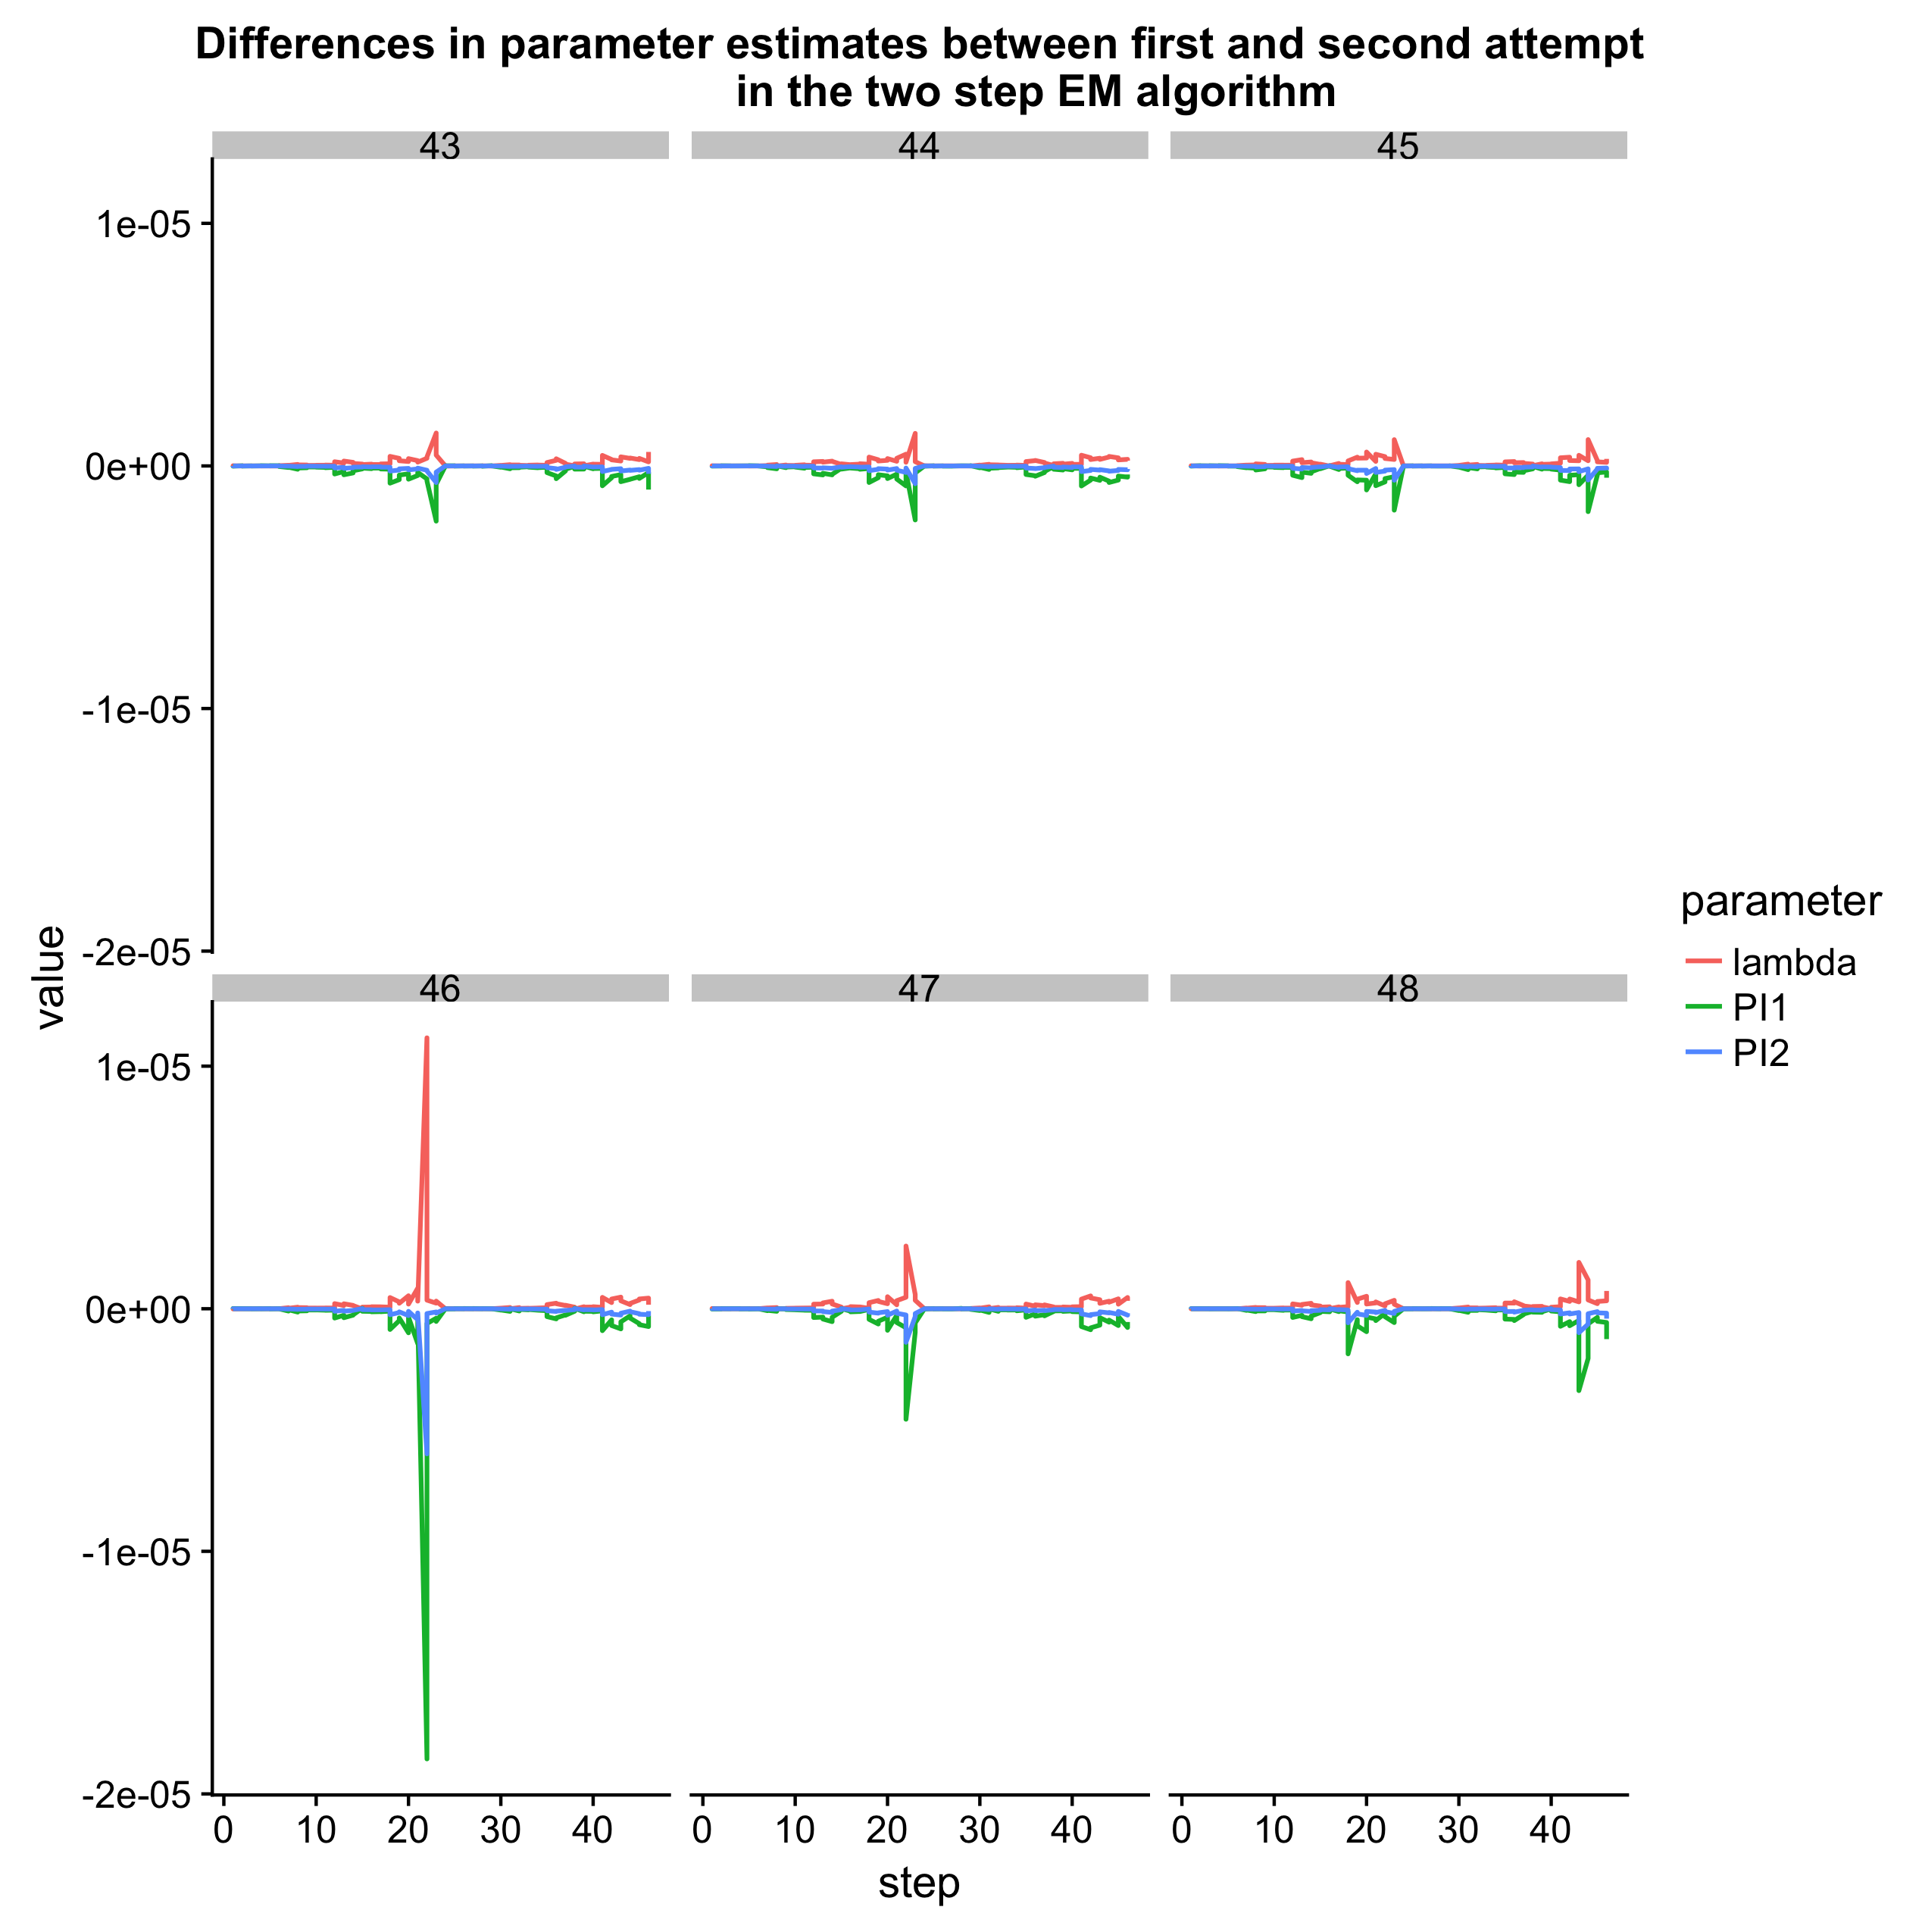 Differences in parameter estimates between first and second attempt
in the two step EM algorithm
43
44
45
1e-05
0e+00
-1e-05
-2e-05
46
47
48
1e-05
0e+00
-1e-05
-2e-05
0 10 20 30 40
0 10 20 30 40
0 10 20 30 40
step
value
parameter
lambda
PI1
PI2